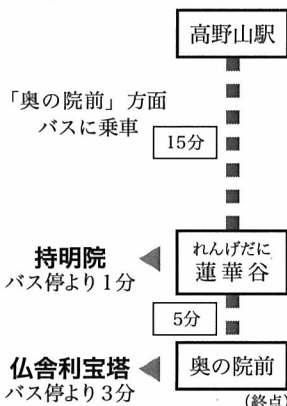 高野山駅
「奥の院前」方面
バスに乗車
15分
れんげだに
蓮華谷
持明院
バス停より1分
5分
奥の院前
仏舎利宝塔
バス停より3分
(終点)